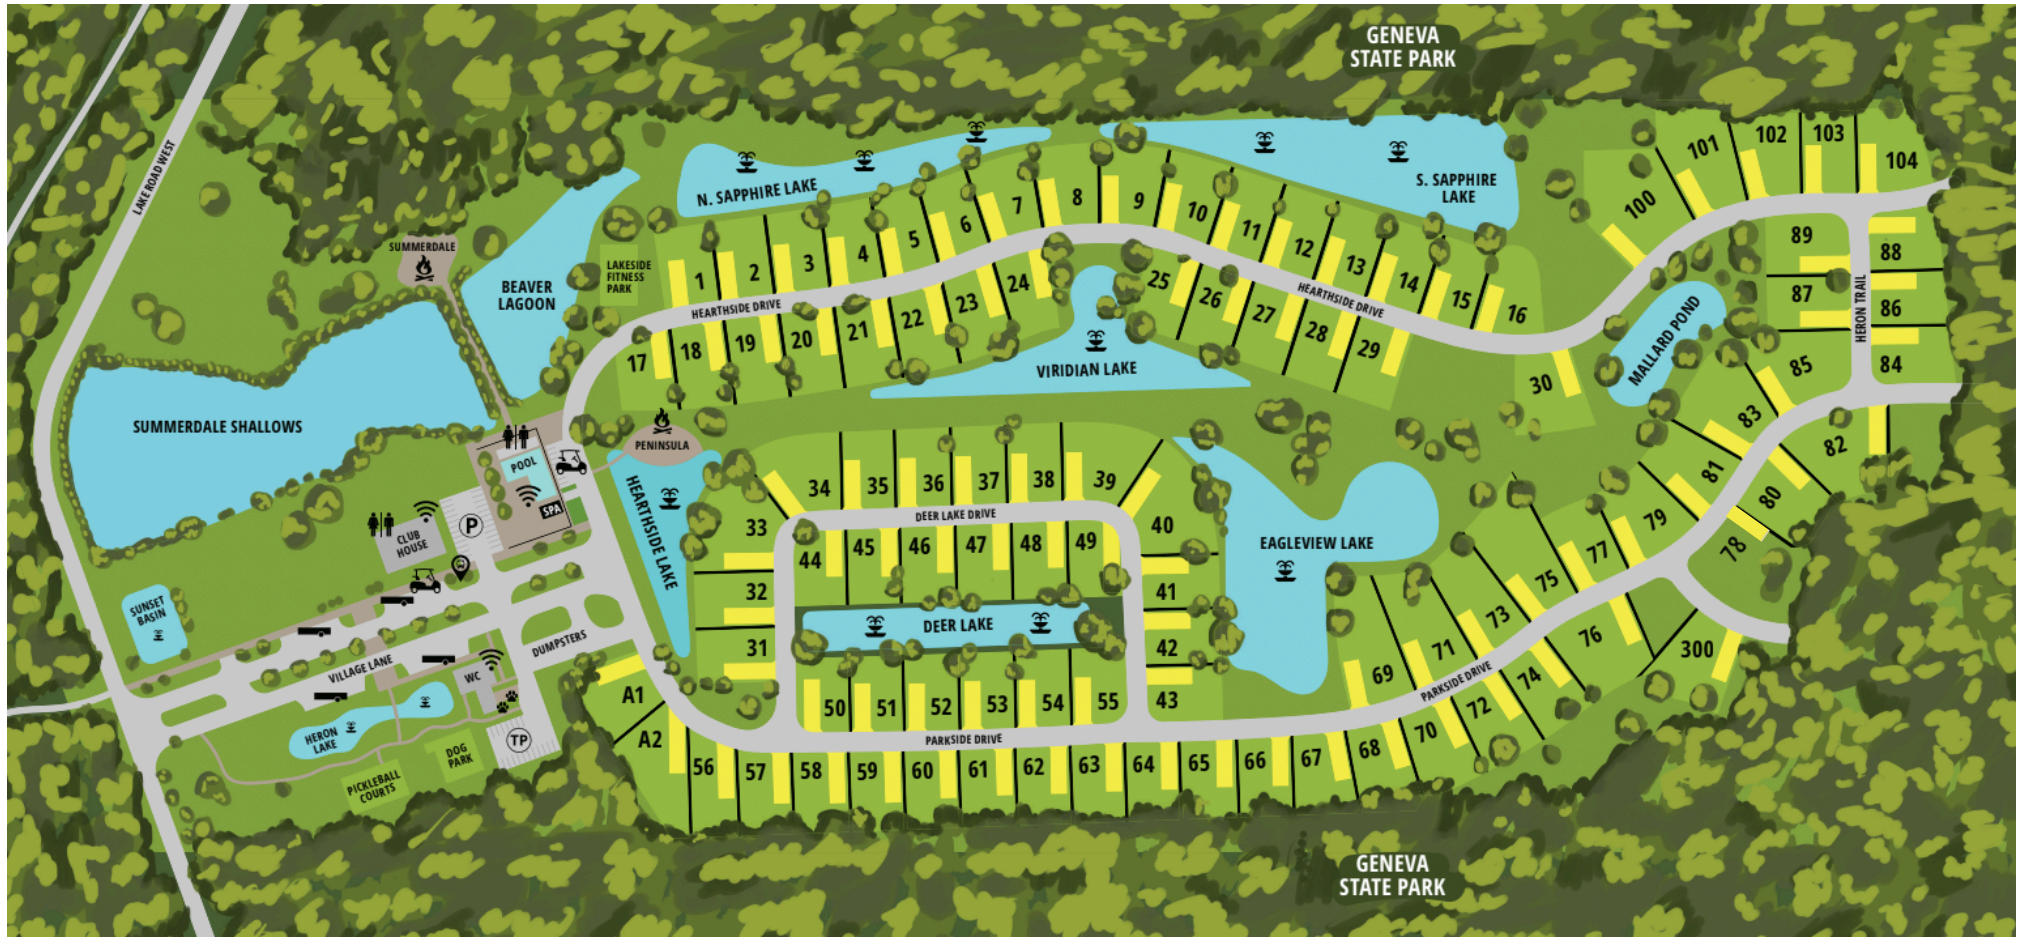 GENEVA
STATE PARK
LAKE ROAD WEST
SUMMERDALE
BEAVER
LAGOON
LAKESIDE
FITNESS
PARK
N. SAPPHIRE LAKE
S. SAPPHIRE
LAKE
1
2
3
4
5
6
7
8
9
10
11
12
13
14
15
16
HEARTHSIDE DRIVE
HEARTHSIDE DRIVE
17
18
19
20
21
22
23
24
25
26
27
28
29
30
VIRIDIAN LAKE
MALLARD POND
100
101
102
103
104
89
88
87
86
85
84
HERON TRAIL
83
82
81
80
79
78
77
76
75
74
73
72
71
70
69
68
300
PARKSIDE DRIVE
SUMMERDALE SHALLOWS
POOL
SPA
P
CLUB
HOUSE
PENINSULA
HEARTHSIDE LAKE
SUNSET
BASIN
VILLAGE LANE
DUMPSTERS
WC
HERON
LAKE
DOG
PARK
PICKLEBALL
COURTS
TP
33
34
35
36
37
38
39
40
DEER LAKE DRIVE
44
45
46
47
48
49
32
31
41
42
43
DEER LAKE
EAGLEVIEW LAKE
50
51
52
53
54
55
PARKSIDE DRIVE
A1
A2
56
57
58
59
60
61
62
63
64
65
66
67
GENEVA
STATE PARK